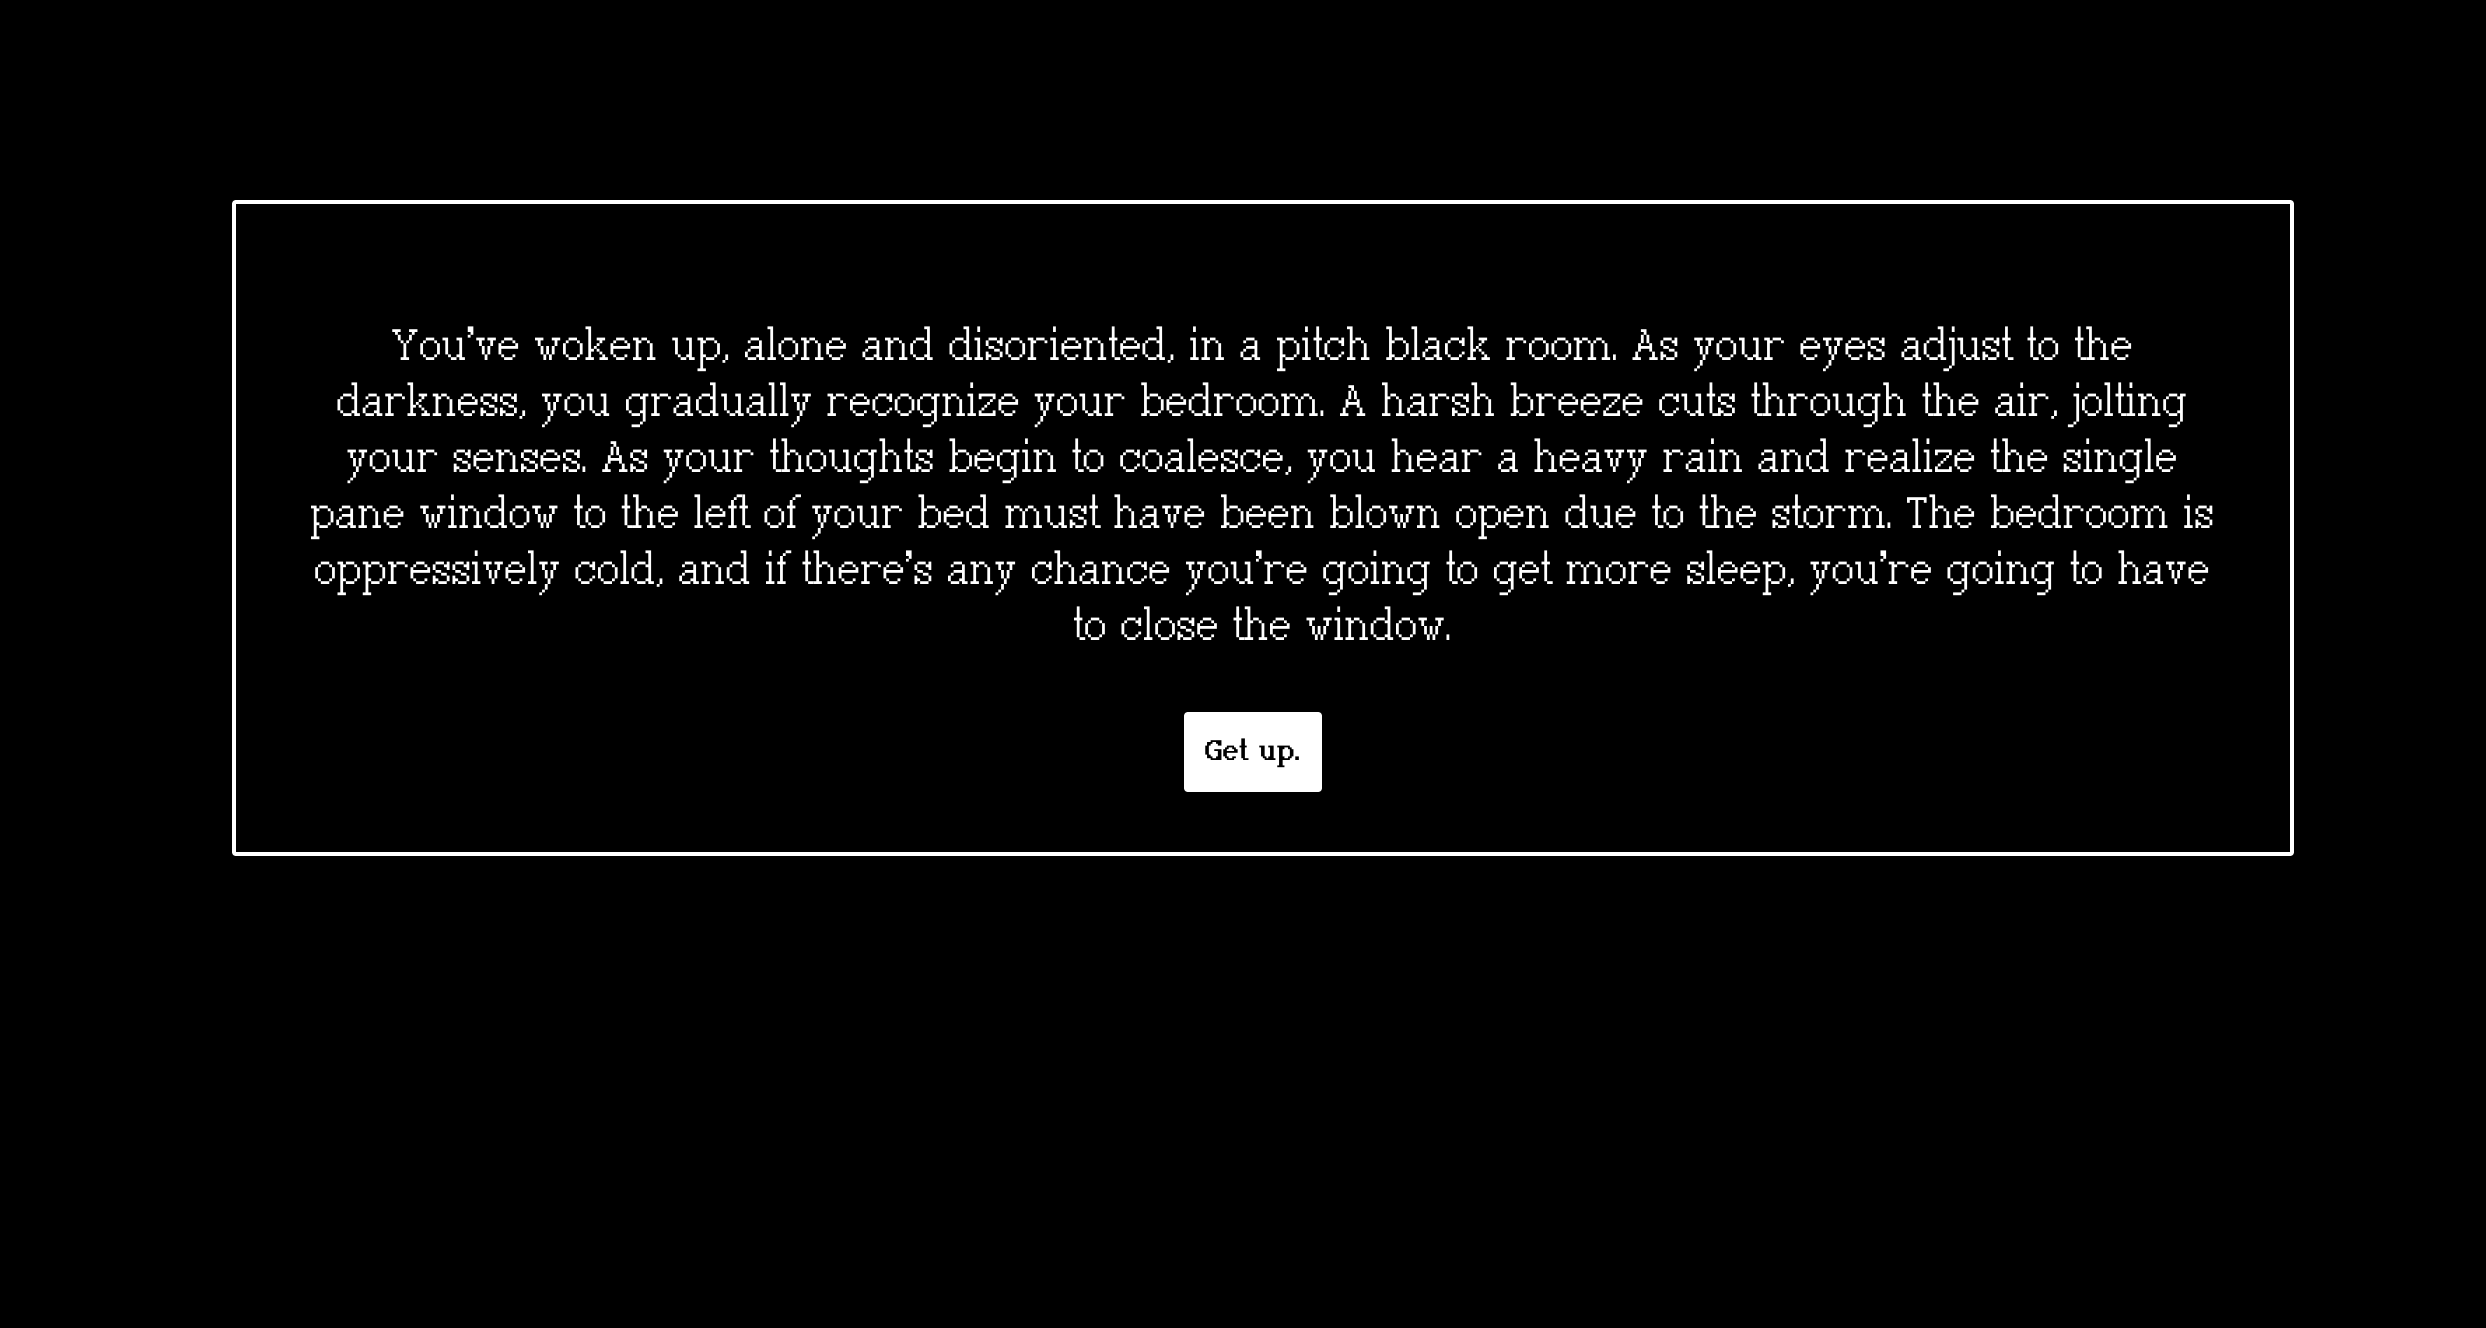 You've woken up, alone and disoriented, in a pitch black room. As your eyes adjust to the
darkness, you gradually recognize your bedroom. A harsh breeze cuts through the air, jolting
your senses. As your thoughts begin to coalesce, you hear a heavy rain and realize the single
pane window to the left of your bed must have been blown open due to the storm. The bedroom is
oppressively cold, and if there's any chance you're going to get more sleep, you're going to have
to close the window.
Get up.